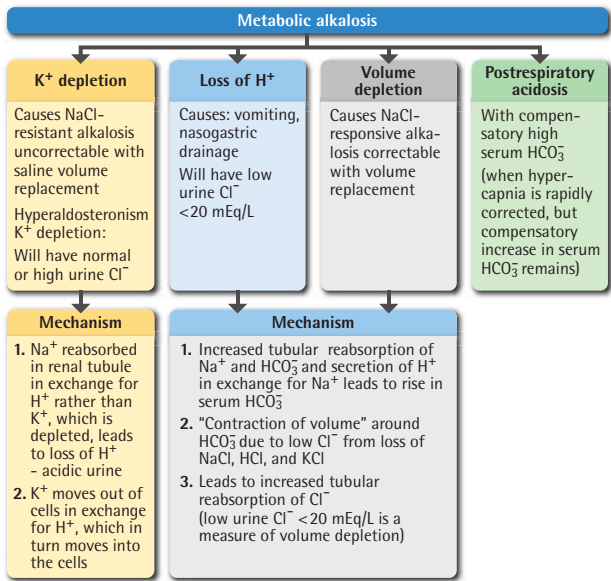 Metabolic alkalosis
K⁺ depletion
Causes NaCl-
resistant alkalosis
uncorrectable with
saline volume
replacement
Hyperaldosteronism
K⁺ depletion:
Will have normal
or high urine Cl⁻
Loss of H⁺
Causes: vomiting,
nasogastric
drainage
Will have low
urine Cl⁻
<20 mEq/L
Volume
depletion
Causes NaCl-
responsive alka-
losis correctable
with volume
replacement
Postrespiratory
acidosis
With compen-
satory high
serum HCO₃⁻
(when hyper-
capnia is rapidly
corrected, but
compensatory
increase in serum
HCO₃⁻ remains)
Mechanism
1. Na⁺ reabsorbed
in renal tubule
in exchange for
H⁺ rather than
K⁺, which is
depleted, leads
to loss of H⁺
- acidic urine
2. K⁺ moves out of
cells in exchange
for H⁺, which in
turn moves into
the cells
Mechanism
1. Increased tubular reabsorption of
Na⁺ and HCO₃⁻ and secretion of H⁺
in exchange for Na⁺ leads to rise in
serum HCO₃⁻
2. “Contraction of volume” around
HCO₃⁻ due to low Cl⁻ from loss of
NaCl, HCl, and KCl
3. Leads to increased tubular
reabsorption of Cl⁻
(low urine Cl⁻ <20 mEq/L is a
measure of volume depletion)